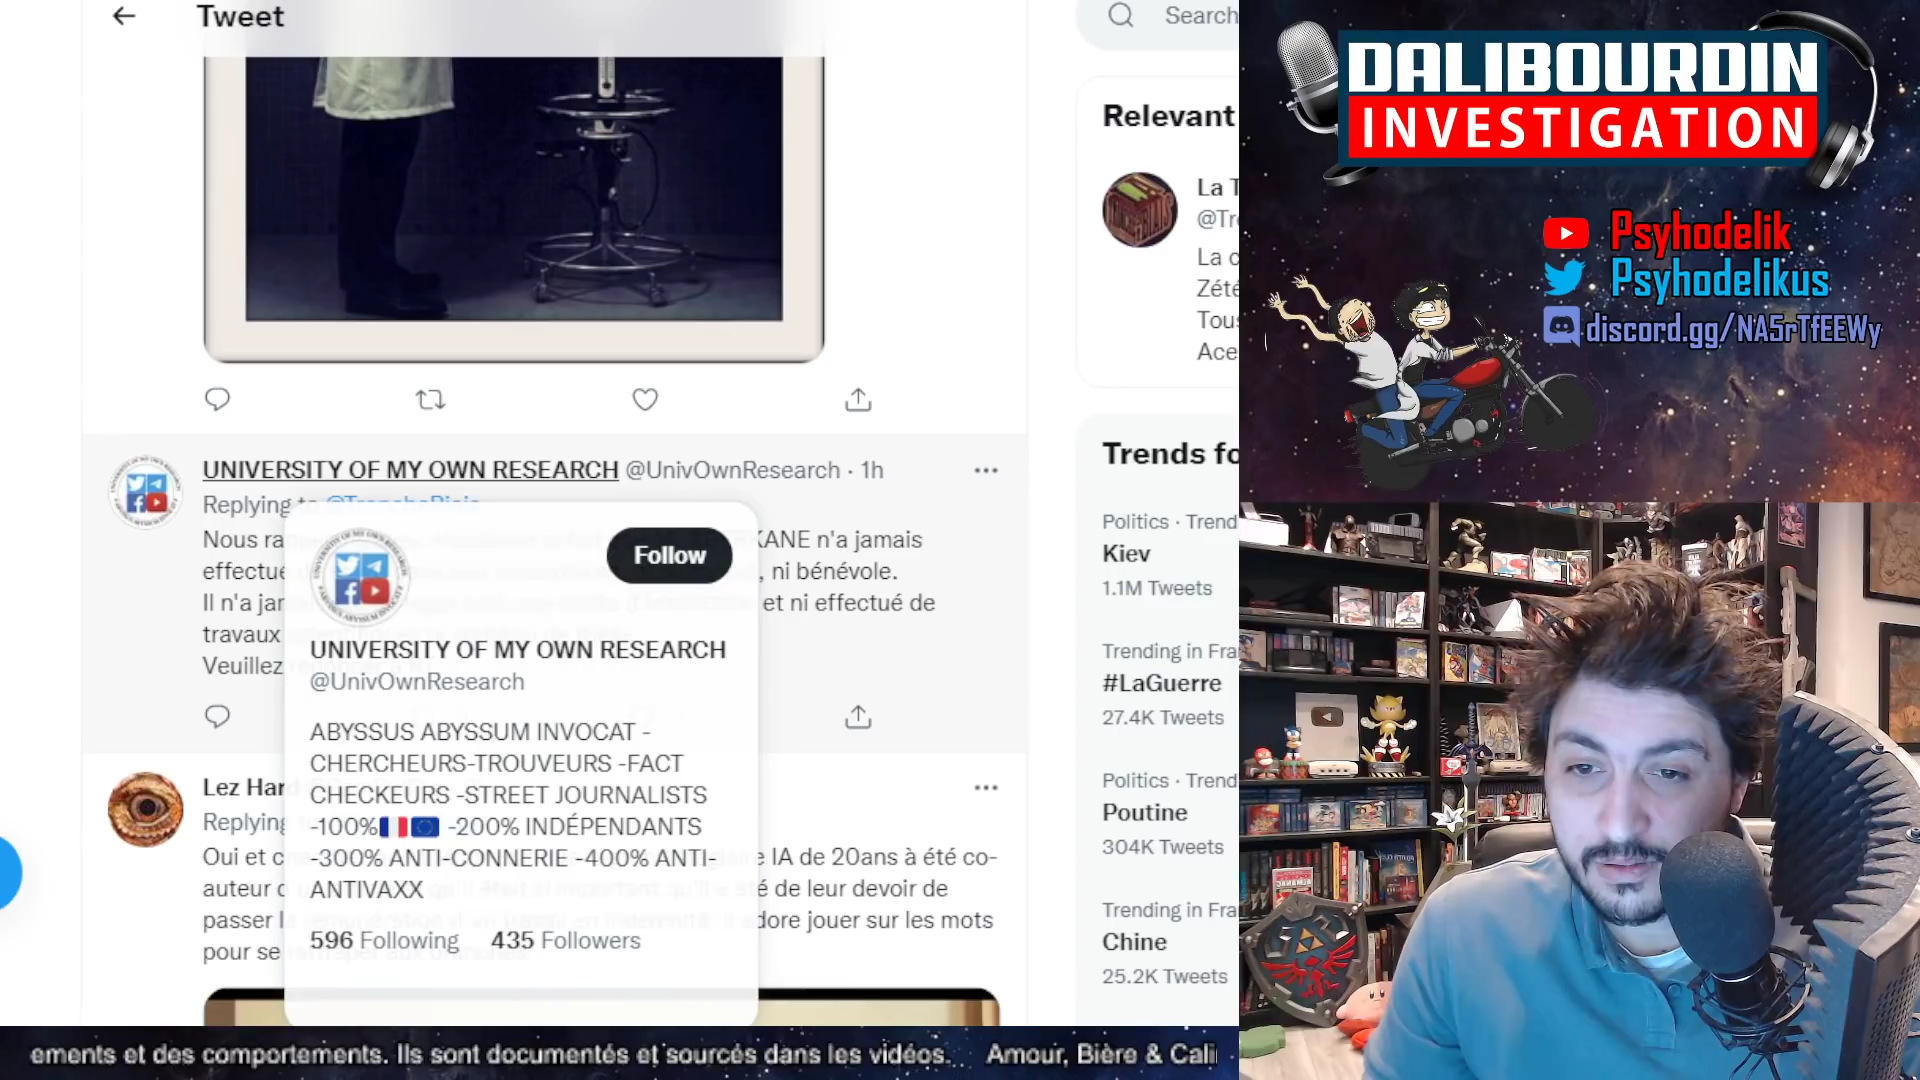 Tweet
UNIVERSITY OF MY OWN RESEARCH @UnivOwnResearch · 1h
Replying to @TrancheBiais
Nous KANE n'a jamais
effectué , ni bénévole.
Il n'a et ni effectué de
travaux
Veuillez
Follow
UNIVERSITY OF MY OWN RESEARCH
@UnivOwnResearch
ABYSSUS ABYSSUM INVOCAT -
CHERCHEURS-TROUVEURS -FACT
CHECKEURS -STREET JOURNALISTS
-100%🇫🇷🇪🇺 -200% INDÉPENDANTS
-300% ANTI-CONNERIE -400% ANTI-
ANTIVAXX
596 Following 435 Followers
Lez Hard
Replying
Oui et e IA de 20ans à été co-
auteur é de leur devoir de
passer dore jouer sur les mots
pour se
Search
Relevant
La T
@Tr
La c
Zété
Tous
Ace
Trends fo
Politics · Trend
Kiev
1.1M Tweets
Trending in Fra
#LaGuerre
27.4K Tweets
Politics · Trend
Poutine
304K Tweets
Trending in Fra
Chine
25.2K Tweets
DALIBOURDIN
INVESTIGATION
Psyhodelik
Psyhodelikus
discord.gg/NA5rTfEEWy
ements et des comportements. Ils sont documentés et sourcés dans les vidéos. Amour, Bière & Cali